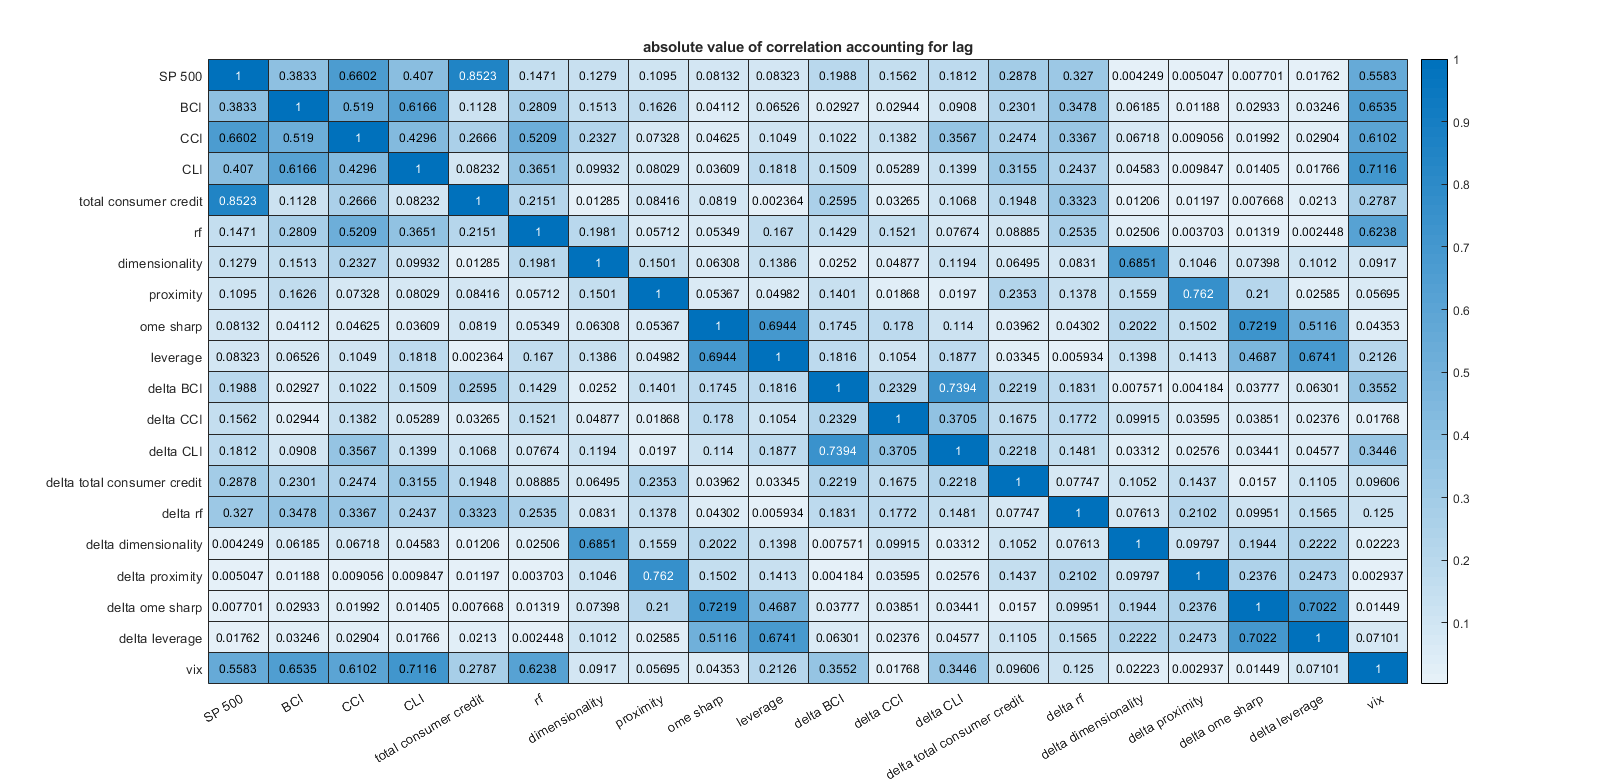 absolute value of correlation accounting for lag
SP 500 1 0.3833 0.6602 0.407 0.8523 0.1471 0.1279 0.1095 0.08132 0.08323 0.1988 0.1562 0.1812 0.2878 0.327 0.004249 0.005047 0.007701 0.01762 0.5583
BCI 0.3833 1 0.519 0.6166 0.1128 0.2809 0.1513 0.1626 0.04112 0.06526 0.02927 0.02944 0.0908 0.2301 0.3478 0.06185 0.01188 0.02933 0.03246 0.6535
CCI 0.6602 0.519 1 0.4296 0.2666 0.5209 0.2327 0.07328 0.04625 0.1049 0.1022 0.1382 0.3567 0.2474 0.3367 0.06718 0.009056 0.01992 0.02904 0.6102
CLI 0.407 0.6166 0.4296 1 0.08232 0.3651 0.09932 0.08029 0.03609 0.1818 0.1509 0.05289 0.1399 0.3155 0.2437 0.04583 0.009847 0.01405 0.01766 0.7116
total consumer credit 0.8523 0.1128 0.2666 0.08232 1 0.2151 0.01285 0.08416 0.0819 0.002364 0.2595 0.03265 0.1068 0.1948 0.3323 0.01206 0.01197 0.007668 0.0213 0.2787
rf 0.1471 0.2809 0.5209 0.3651 0.2151 1 0.1981 0.05712 0.05349 0.167 0.1429 0.1521 0.07674 0.08885 0.2535 0.02506 0.003703 0.01319 0.002448 0.6238
dimensionality 0.1279 0.1513 0.2327 0.09932 0.01285 0.1981 1 0.1501 0.06308 0.1386 0.0252 0.04877 0.1194 0.06495 0.0831 0.6851 0.1046 0.07398 0.1012 0.0917
proximity 0.1095 0.1626 0.07328 0.08029 0.08416 0.05712 0.1501 1 0.05367 0.04982 0.1401 0.01868 0.0197 0.2353 0.1378 0.1559 0.762 0.21 0.02585 0.05695
ome sharp 0.08132 0.04112 0.04625 0.03609 0.0819 0.05349 0.06308 0.05367 1 0.6944 0.1745 0.178 0.114 0.03962 0.04302 0.2022 0.1502 0.7219 0.5116 0.04353
leverage 0.08323 0.06526 0.1049 0.1818 0.002364 0.167 0.1386 0.04982 0.6944 1 0.1816 0.1054 0.1877 0.03345 0.005934 0.1398 0.1413 0.4687 0.6741 0.2126
delta BCI 0.1988 0.02927 0.1022 0.1509 0.2595 0.1429 0.0252 0.1401 0.1745 0.1816 1 0.2329 0.7394 0.2219 0.1831 0.007571 0.004184 0.03777 0.06301 0.3552
delta CCI 0.1562 0.02944 0.1382 0.05289 0.03265 0.1521 0.04877 0.01868 0.178 0.1054 0.2329 1 0.3705 0.1675 0.1772 0.09915 0.03595 0.03851 0.02376 0.01768
delta CLI 0.1812 0.0908 0.3567 0.1399 0.1068 0.07674 0.1194 0.0197 0.114 0.1877 0.7394 0.3705 1 0.2218 0.1481 0.03312 0.02576 0.03441 0.04577 0.3446
delta total consumer credit 0.2878 0.2301 0.2474 0.3155 0.1948 0.08885 0.06495 0.2353 0.03962 0.03345 0.2219 0.1675 0.2218 1 0.07747 0.1052 0.1437 0.0157 0.1105 0.09606
delta rf 0.327 0.3478 0.3367 0.2437 0.3323 0.2535 0.0831 0.1378 0.04302 0.005934 0.1831 0.1772 0.1481 0.07747 1 0.07613 0.2102 0.09951 0.1565 0.125
delta dimensionality 0.004249 0.06185 0.06718 0.04583 0.01206 0.02506 0.6851 0.1559 0.2022 0.1398 0.007571 0.09915 0.03312 0.1052 0.07613 1 0.09797 0.1944 0.2222 0.02223
delta proximity 0.005047 0.01188 0.009056 0.009847 0.01197 0.003703 0.1046 0.762 0.1502 0.1413 0.004184 0.03595 0.02576 0.1437 0.2102 0.09797 1 0.2376 0.2473 0.002937
delta ome sharp 0.007701 0.02933 0.01992 0.01405 0.007668 0.01319 0.07398 0.21 0.7219 0.4687 0.03777 0.03851 0.03441 0.0157 0.09951 0.1944 0.2376 1 0.7022 0.01449
delta leverage 0.01762 0.03246 0.02904 0.01766 0.0213 0.002448 0.1012 0.02585 0.5116 0.6741 0.06301 0.02376 0.04577 0.1105 0.1565 0.2222 0.2473 0.7022 1 0.07101
vix 0.5583 0.6535 0.6102 0.7116 0.2787 0.6238 0.0917 0.05695 0.04353 0.2126 0.3552 0.01768 0.3446 0.09606 0.125 0.02223 0.002937 0.01449 0.07101 1
SP 500 BCI CCI CLI total consumer credit rf dimensionality proximity ome sharp leverage delta BCI delta CCI delta CLI delta total consumer credit delta rf delta dimensionality delta proximity delta ome sharp delta leverage vix
1
0.9
0.8
0.7
0.6
0.5
0.4
0.3
0.2
0.1